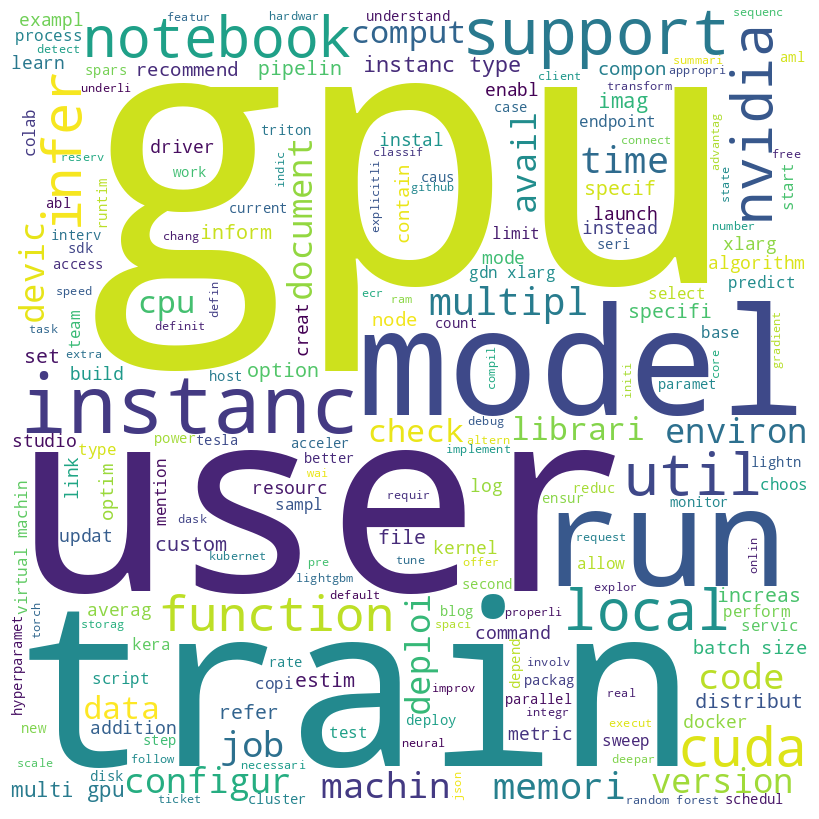 exampl
featur
hardwar
notebook
understand
comput
support
sequenc
process
detect
learn
spars
recommend
pipelin
instanc type
client
compon
summari
appropri
aml
nvidia
underli
infer
gpu
enabl
case
transform
imag
endpoint
connect
advantag
free
colab
driver
triton
instal
avail
time
reserv
work
indic
classif
explicitli
caus
github
contain
specif
state
start
abl
runtim
document
current
launch
number
devic
interv
chang
inform
limit
instead
xlarg
sdk
access
mode
seri
algorithm
speed
cpu
defin
creat
ecr
ram
gdn xlarg
select
predict
task
team
definit
node
count
multipl
specifi
base
set
extra
option
compil
model
initi
core
gradient
build
host
paramet
instanc
check
debug
librari
environ
studio
type
power
tesla
acceler
altern
implement
link
optim
mention
better
wai
util
lightn
resourc
sampl
requir
log
ensur
reduc
choos
virtual machin
updat
dask
user
run
monitor
custom
file
kernel
request
onlin
kubernet
pre
tune
offer
allow
lightgbm
second
explor
torch
averag
default
function
deploi
blog
properli
local
increas
storag
spaci
perform
hyperparamet
kera
command
servic
train
script
rate
depend
involv
batch size
data
copi
estim
improv
packag
code
addition
refer
parallel
real
distribut
integr
new
step
job
test
deploy
metric
execut
docker
follow
neural
sweep
cuda
scale
necessari
deepar
multi gpu
disk
configur
machin
json
memori
version
ticket
cluster
random forest
schedul